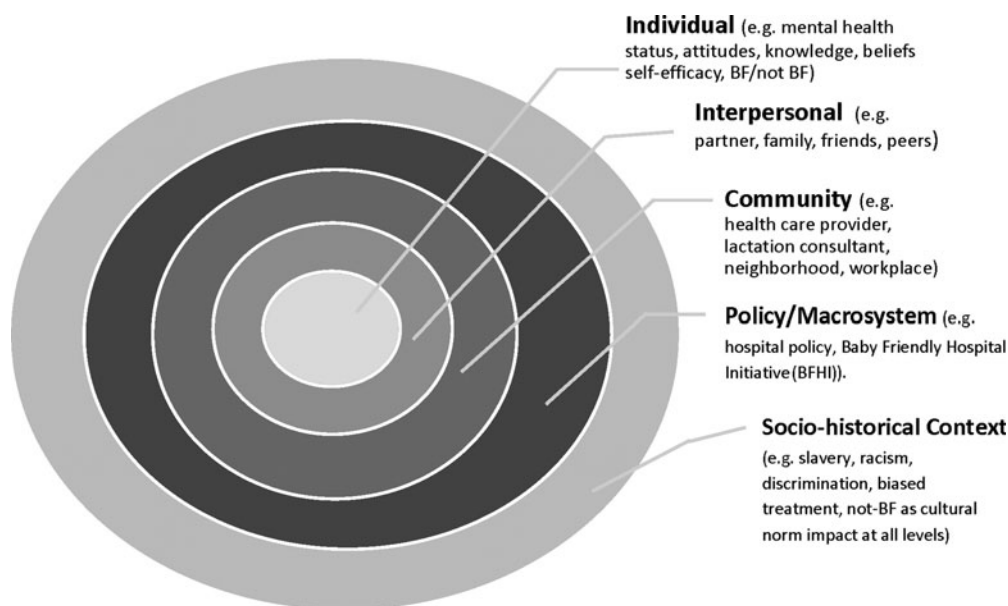 Individual (e.g. mental health
status, attitudes, knowledge, beliefs
self-efficacy, BF/not BF)
Interpersonal (e.g.
partner, family, friends, peers)
Community (e.g.
health care provider,
lactation consultant,
neighborhood, workplace)
Policy/Macrosystem (e.g.
hospital policy, Baby Friendly Hospital
Initiative(BFHI)).
Socio-historical Context
(e.g. slavery, racism,
discrimination, biased
treatment, not-BF as cultural
norm impact at all levels)